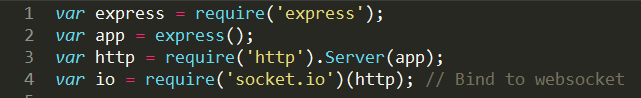 1 var express = require('express');
2 var app = express();
3 var http = require('http').Server(app);
4 var io = require('socket.io')(http); // Bind to websocket